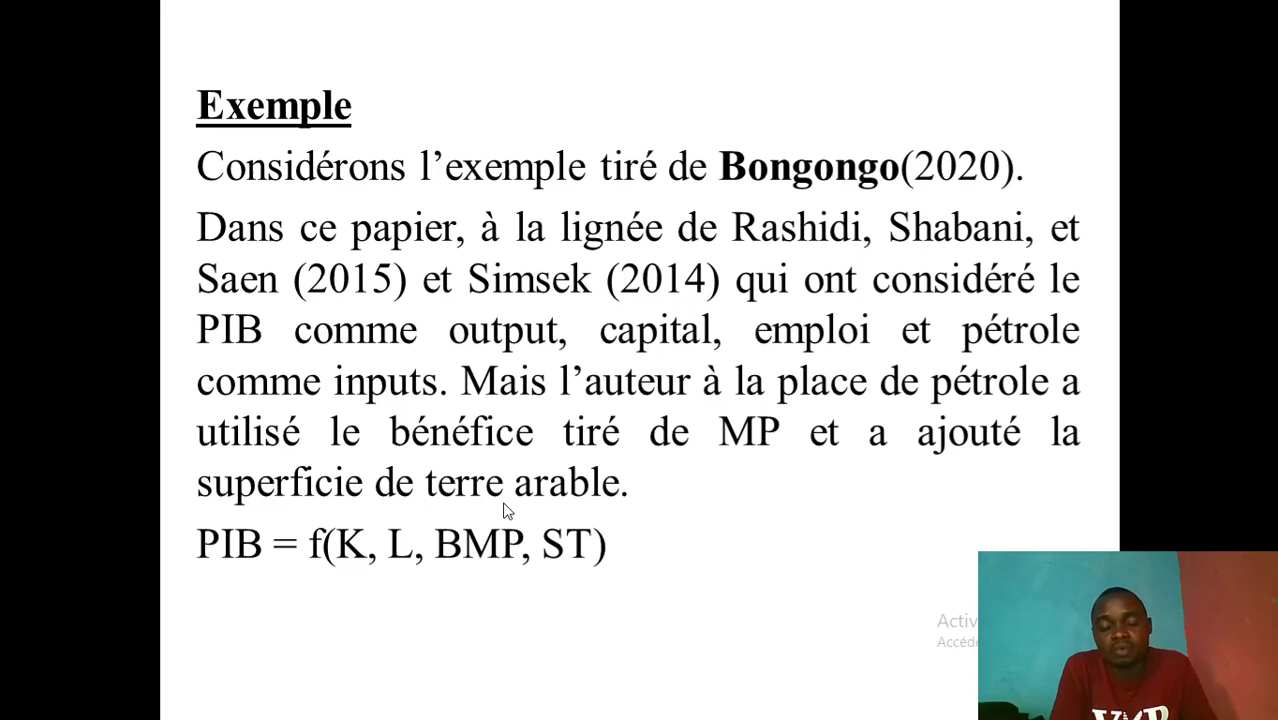 Exemple
Considérons l’exemple tiré de Bongongo(2020).
Dans ce papier, à la lignée de Rashidi, Shabani, et
Saen (2015) et Simsek (2014) qui ont considéré le
PIB comme output, capital, emploi et pétrole
comme inputs. Mais l’auteur à la place de pétrole a
utilisé le bénéfice tiré de MP et a ajouté la
superficie de terre arable.
PIB = f(K, L, BMP, ST)
Activ
Accéde